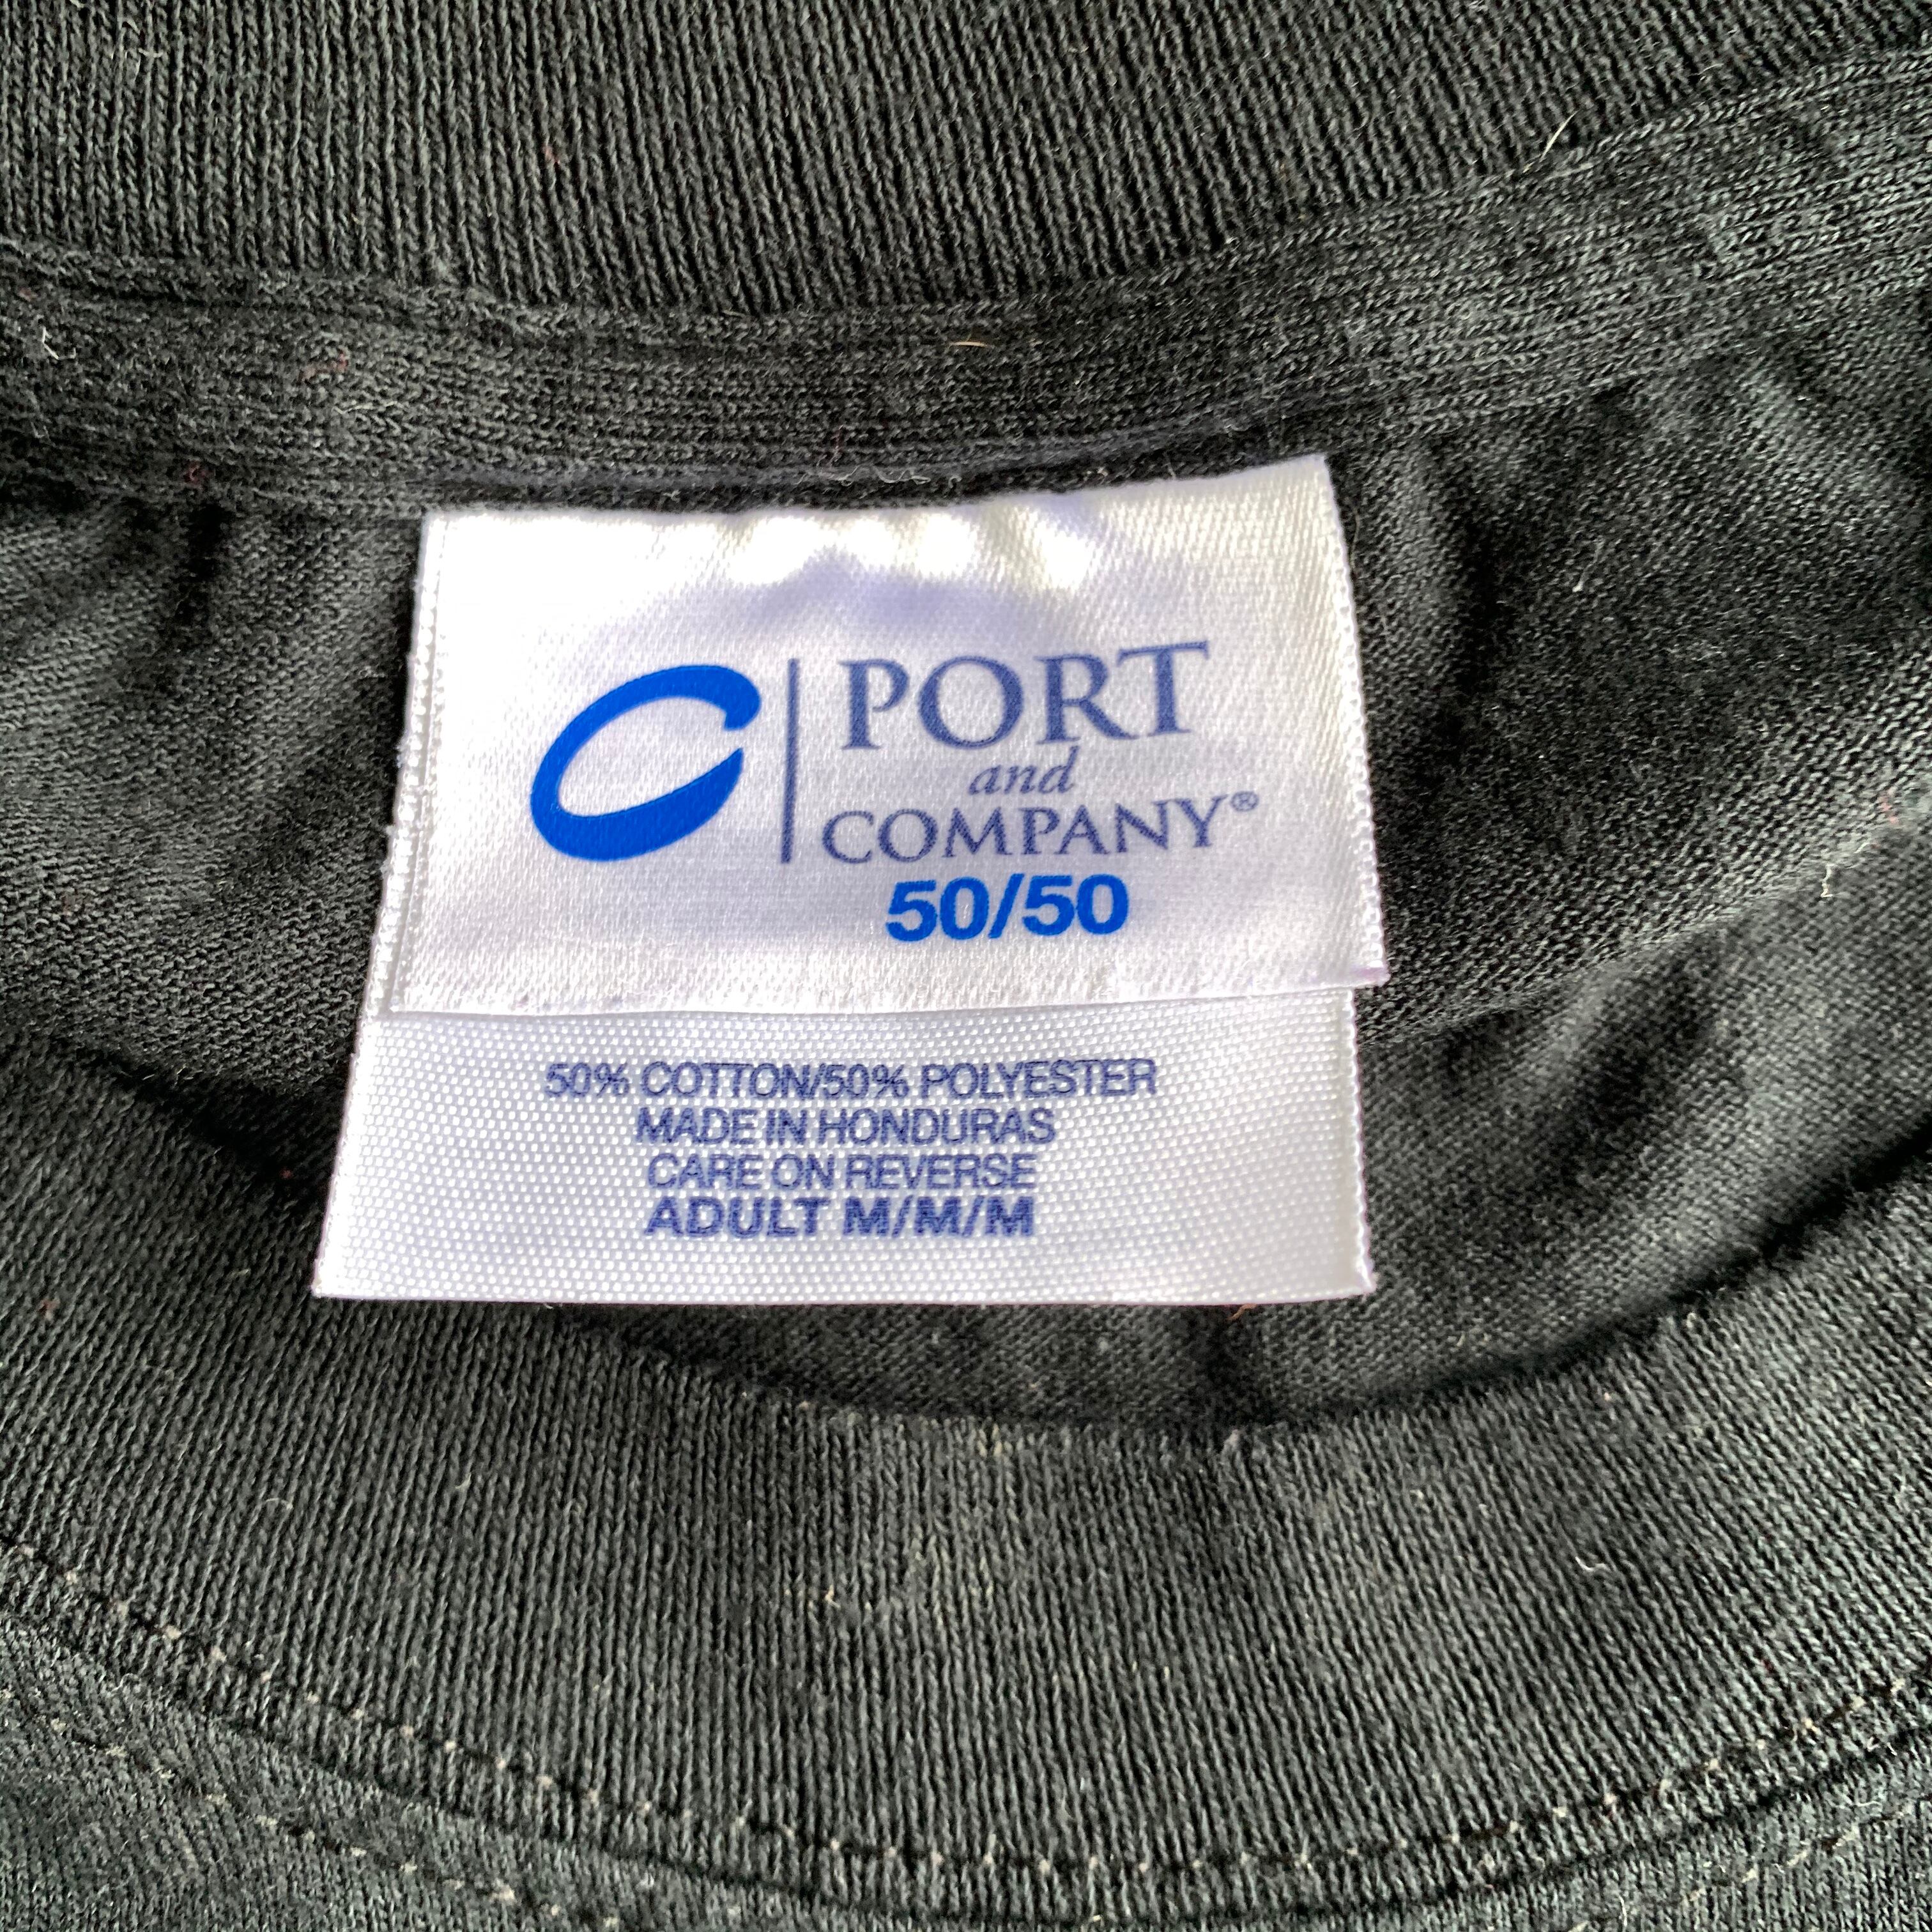 PORT
and
COMPANY®
50/50
50% COTTON/50% POLYESTER
MADE IN HONDURAS
CARE ON REVERSE
ADULT M/M/M